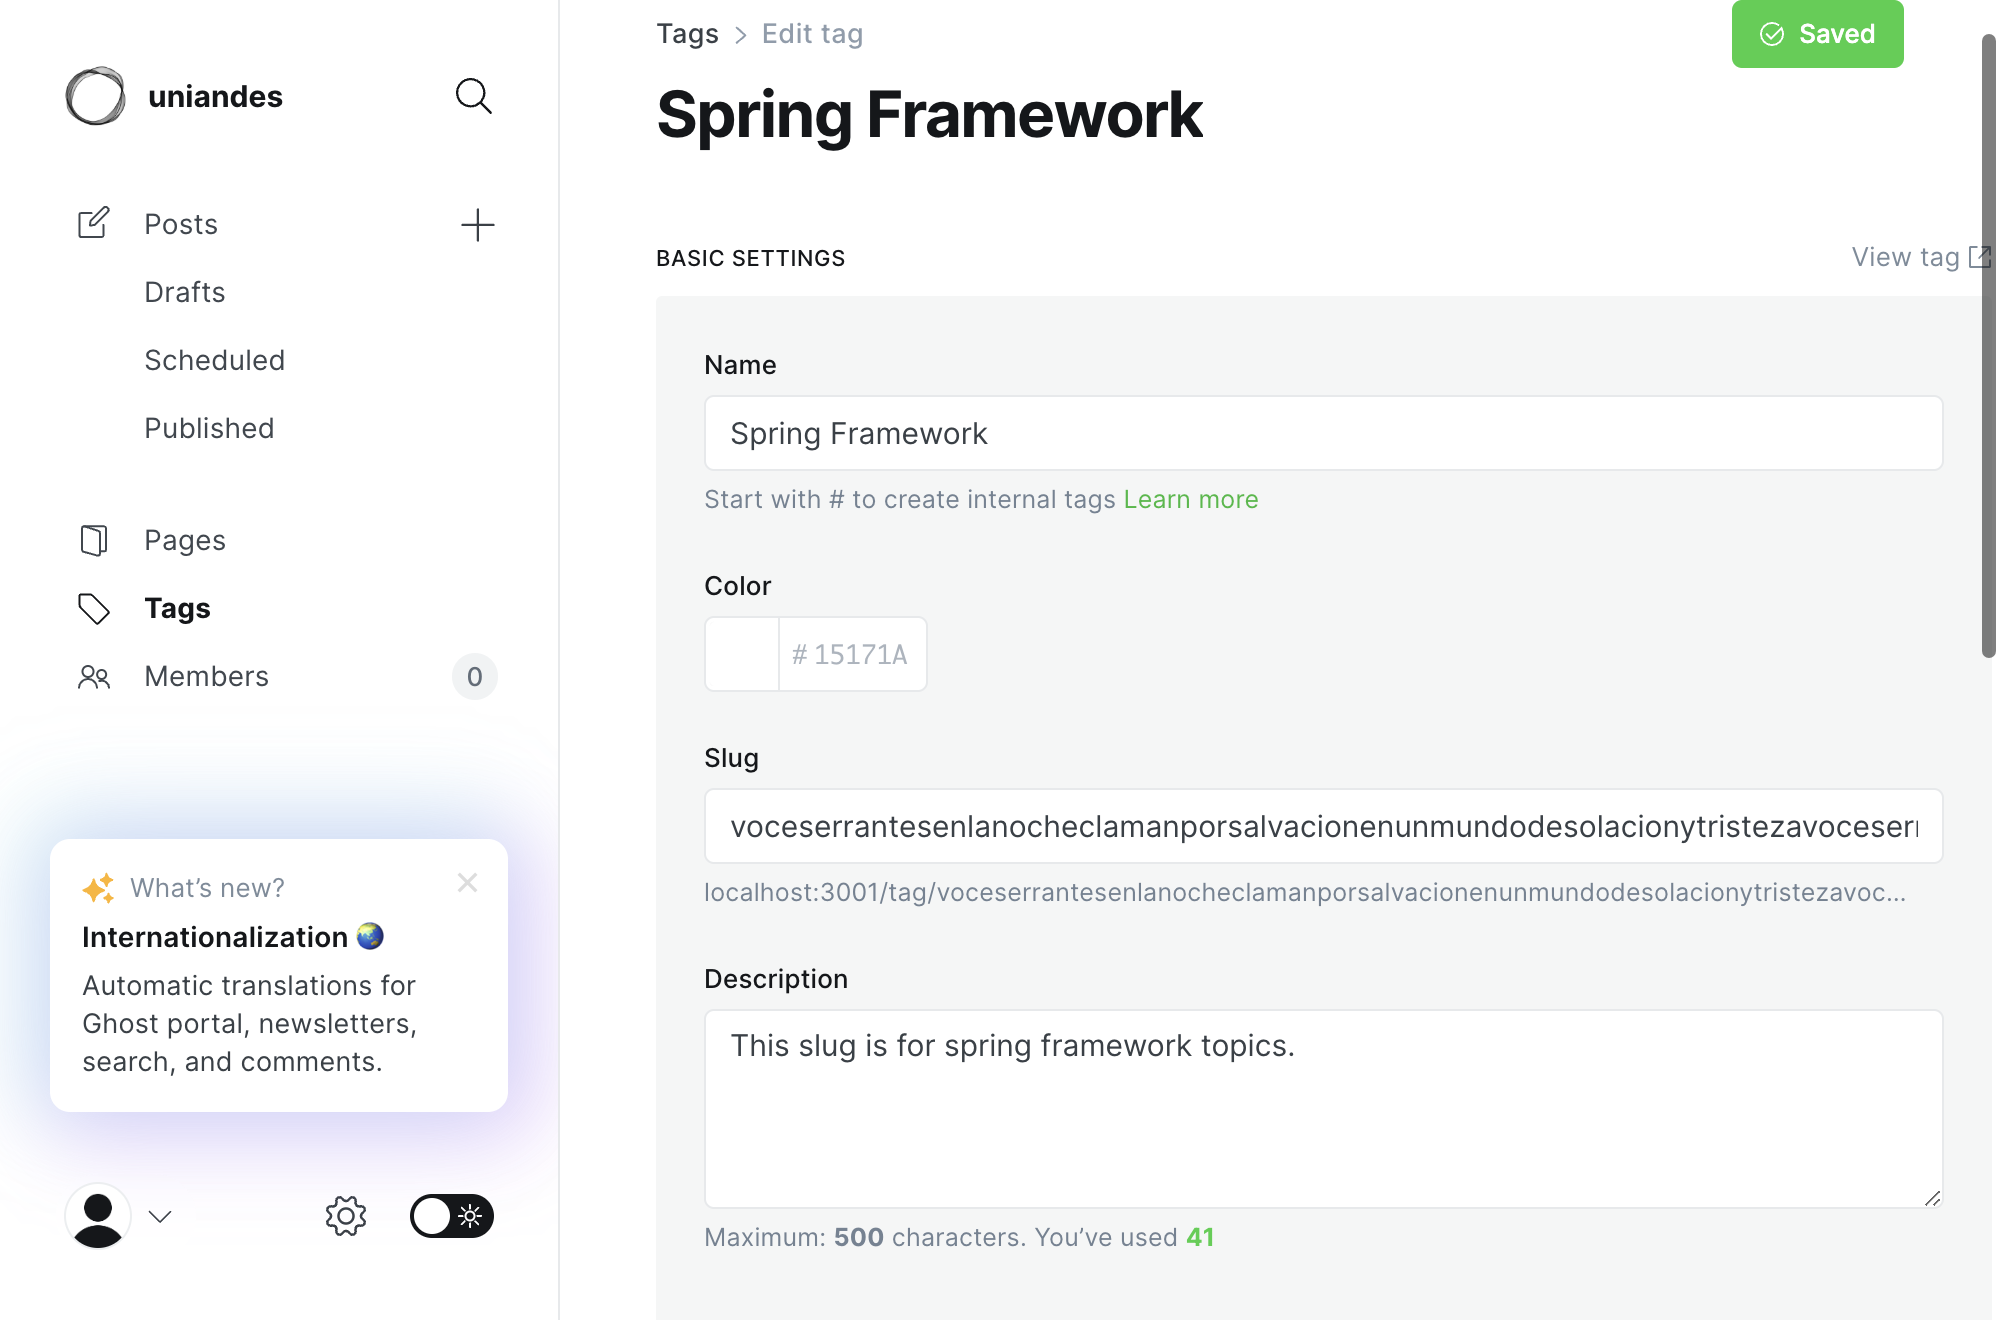 uniandes
Posts
Drafts
Scheduled
Published
Pages
Tags
Members
0
What's new?
Internationalization
Automatic translations for
Ghost portal, newsletters,
search, and comments.
Tags > Edit tag
Saved
Spring Framework
BASIC SETTINGS
View tag
Name
Spring Framework
Start with # to create internal tags Learn more
Color
# 15171A
Slug
voceserrantesenlanocheclamanporsalvacionenunmundodesolacionytristezavoceser
localhost:3001/tag/voceserrantesenlanocheclamanporsalvacionenunmundodesolacionytristezavoc...
Description
This slug is for spring framework topics.
Maximum: 500 characters. You've used 41